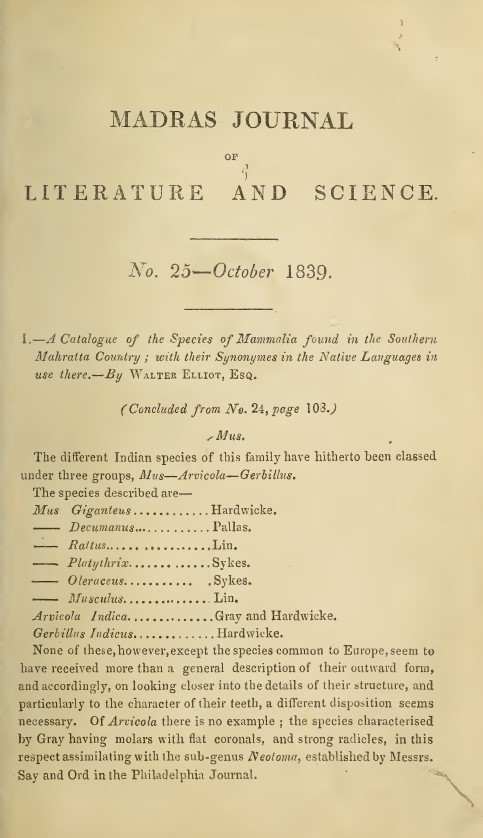 MADRAS JOURNAL
OF
LITERATURE AND SCIENCE.
No. 25—October 1839.
I.—A Catalogue of the Species of Mammalia found in the Southern
Mahratta Country ; with their Synonymes in the Native Languages in
use there.—By WALTER ELLIOT, ESQ.
(Concluded from No. 24, page 103.)
Mus.
The different Indian species of this family have hitherto been classed
under three groups, Mus—Arvicola—Gerbillus.
The species described are—
Mus Giganteus............Hardwicke.
—— Decumanus............Pallas.
—— Rattus...... ..........Lin.
—— Platythrix.............Sykes.
—— Oleraceus.......... .Sykes.
—— Musculus............. Lin.
Arvicola Indica.............Gray and Hardwicke.
Gerbillus Indicus.............Hardwicke.
None of these, however, except the species common to Europe, seem to
have received more than a general description of their outward form,
and accordingly, on looking closer into the details of their structure, and
particularly to the character of their teeth, a different disposition seems
necessary. Of Arvicola there is no example ; the species characterised
by Gray having molars with flat coronals, and strong radicles, in this
respect assimilating with the sub-genus Neotoma, established by Messrs.
Say and Ord in the Philadelphia Journal.